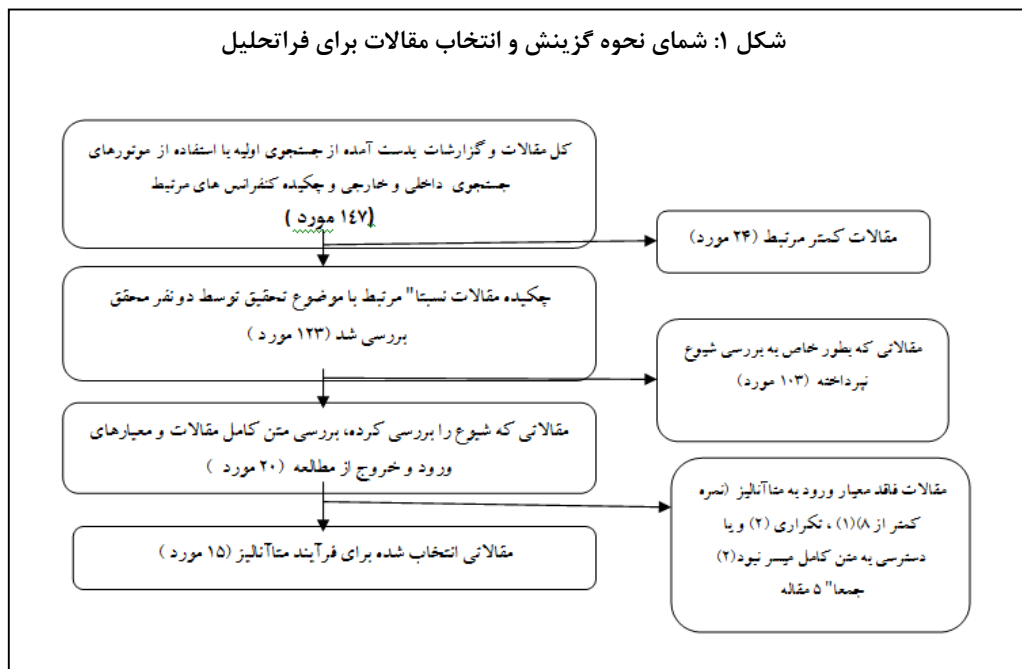 شکل ۱: شمای نحوه گزینش و انتخاب مقالات برای فراتحلیل
کل مقالات و گزارشات بدست آمده از جستجوی اولیه با استفاده از موتورهای
جستجوی داخلی و خارجی و چکیده کنفرانس های مرتبط
(١٤٧ مورد )
مقالات کمتر مرتبط (۲۴ مورد)
چکیده مقالات نسبتا" مرتبط با موضوع تحقیق توسط دو نفر محقق
بررسی شد (۱۲۳ مورد )
مقالاتی که بطور خاص به بررسی شیوع
نپرداخته (۱۰۳ مورد)
مقالاتی که شیوع را بررسی کرده، بررسی متن کامل مقالات و معیارهای
ورود و خروج از مطالعه (۲۰ مورد )
مقالات فاقد معیار ورود به متاآنالیز (نمره
کمتر از ۸)(۱) ، تکراری (۲) و یا
دسترسی به متن کامل میسر نبود(۲)
جمعا" ۵ مقاله
مقالاتی انتخاب شده برای فرآیند متاآنالیز (۱۵ مورد )